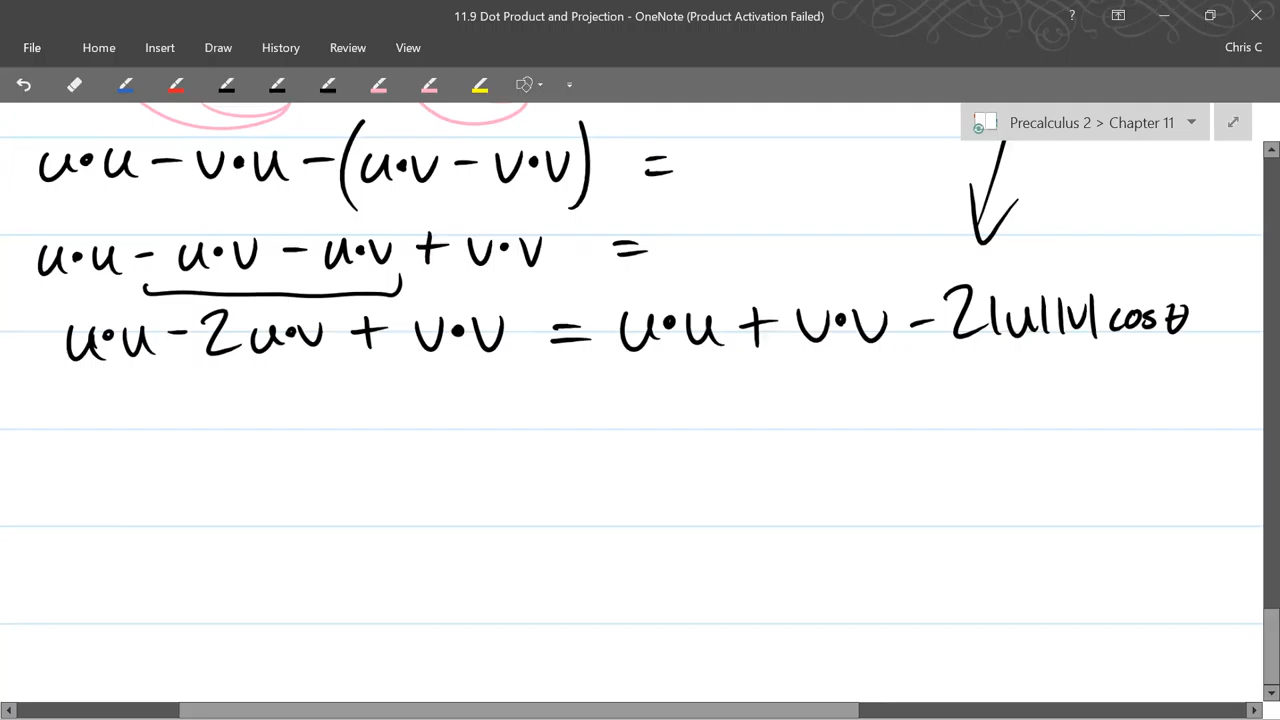 11.9 Dot Product and Projection - OneNote (Product Activation Failed)
?
File Home Insert Draw History Review View
Chris C
Precalculus 2 > Chapter 11
u•u - v•u - (u•v - v•v) =
u•u - u•v - u•v + v•v =
u•u - 2u•v + v•v = u•u + v•v - 2|u||v| cos θ